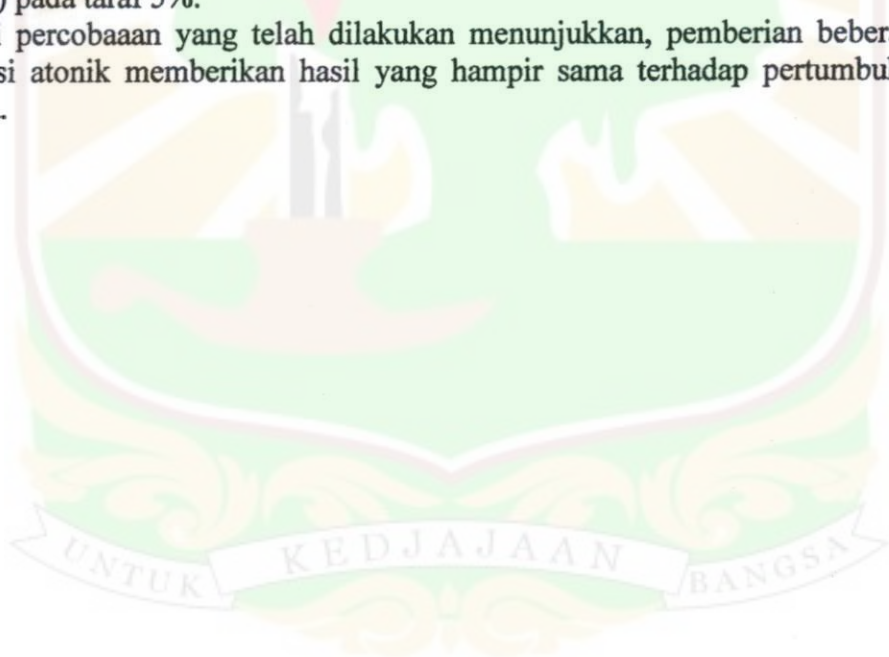 ) pada taraf 5%.
percobaaan yang telah dilakukan menunjukkan, pemberian beber
si atonik memberikan hasil yang hampir sama terhadap pertumbu
.
UNTUK KEDJAJAAN BANGSA